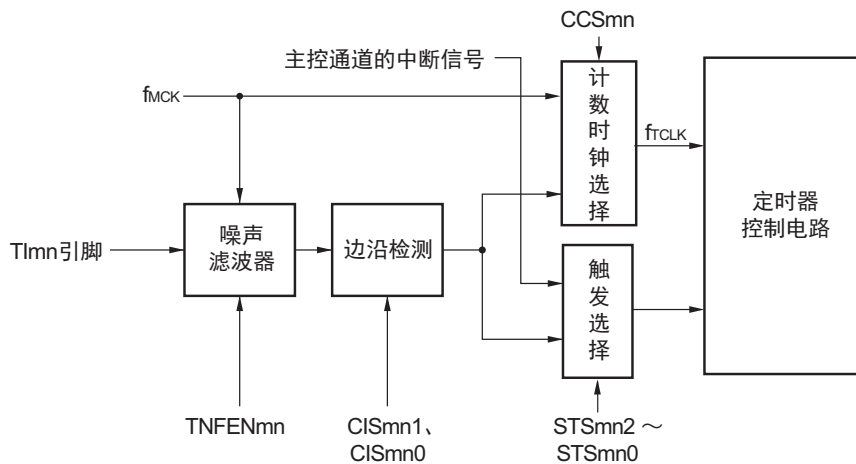 CCSmn
主控通道的中断信号
fMCK
计数时钟选择
fTCLK
定时器
控制电路
TImn引脚
噪声
滤波器
边沿检测
触发选择
TNFENmn
CISmn1、
CISmn0
STSmn2 ～
STSmn0